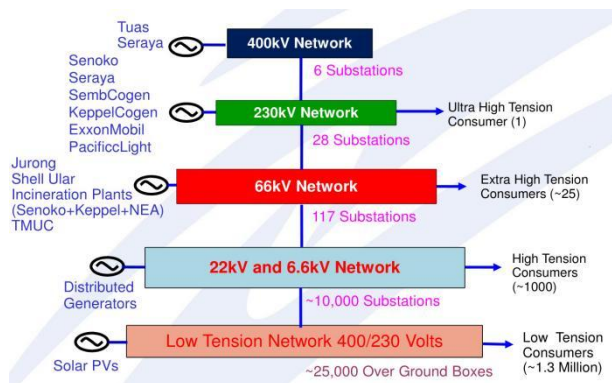 Tuas
Seraya
400kV Network
6 Substations
Senoko
Seraya
SembCogen
KeppelCogen
ExxonMobil
PacificcLight
230kV Network
Ultra High Tension
Consumer (1)
28 Substations
Jurong
Shell Ular
Incineration Plants
(Senoko+Keppel+NEA)
TMUC
66kV Network
Extra High Tension
Consumers (~25)
117 Substations
22kV and 6.6kV Network
High Tension
Consumers
(~1000)
Distributed
Generators
~10,000 Substations
Low Tension Network 400/230 Volts
Low Tension
Consumers
(~1.3 Million)
Solar PVs
~25,000 Over Ground Boxes